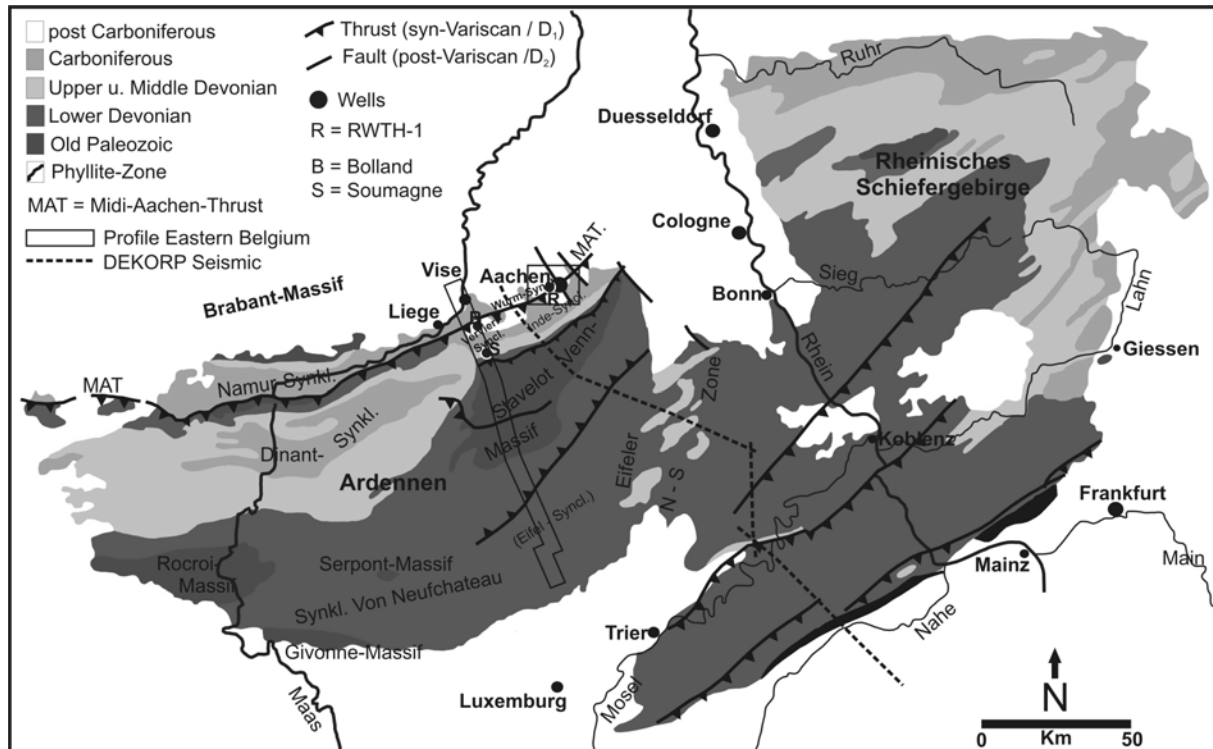 post Carboniferous
Carboniferous
Upper u. Middle Devonian
Lower Devonian
Old Paleozoic
Phyllite-Zone
MAT = Midi-Aachen-Thrust
Profile Eastern Belgium
DEKORP Seismic
Thrust (syn-Variscan / D1)
Fault (post-Variscan /D2)
Wells
R = RWTH-1
B = Bolland
S = Soumagne
Ruhr
Duesseldorf
Rheinisches
Schiefergebirge
Cologne
MAT.
Sieg
Vise
Aachen
Brabant-Massif
Wurm-Syn
R
Bonn
Lahn
Liege
B
Inde-Syncl.
Syncl.
S
Venn-
Rhein
Giessen
Namur-Synkl.
MAT
Stavelot
Zone
Massif
Koblenz
Synkl.
Dinant-
Eifeler
N - S
Ardennen
(Eifel - Syncl.)
Frankfurt
Rocroi-
Massif
Serpont-Massif
Mainz
Main
Synkl. Von Neufchateau
Trier
Nahe
Givonne-Massif
Luxemburg
Mosel
Maas
N
0
Km
50